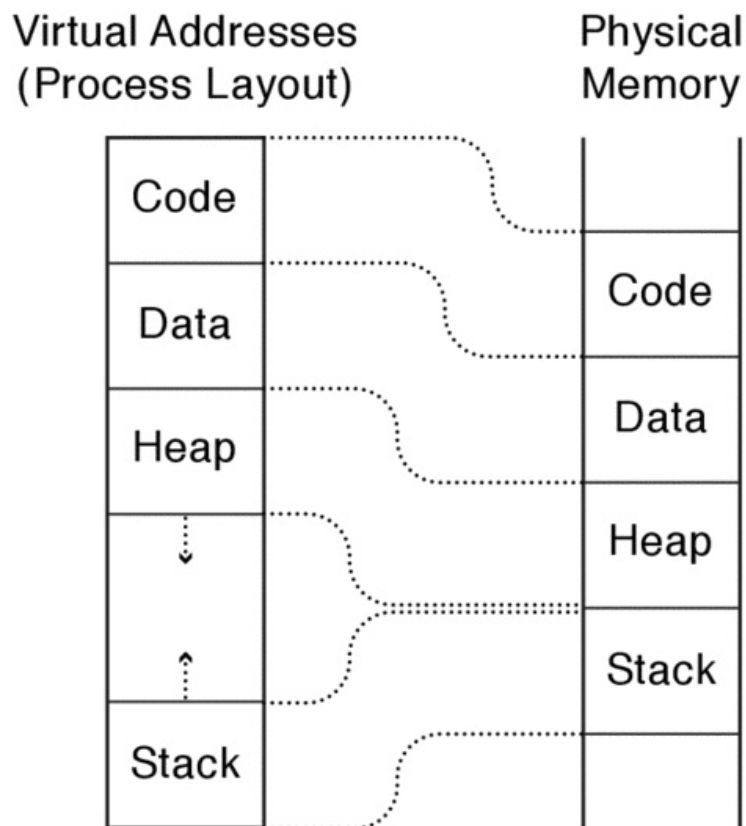 Virtual Addresses
(Process Layout)
Physical
Memory
Code
Data
Heap
Stack
Code
Data
Heap
Stack